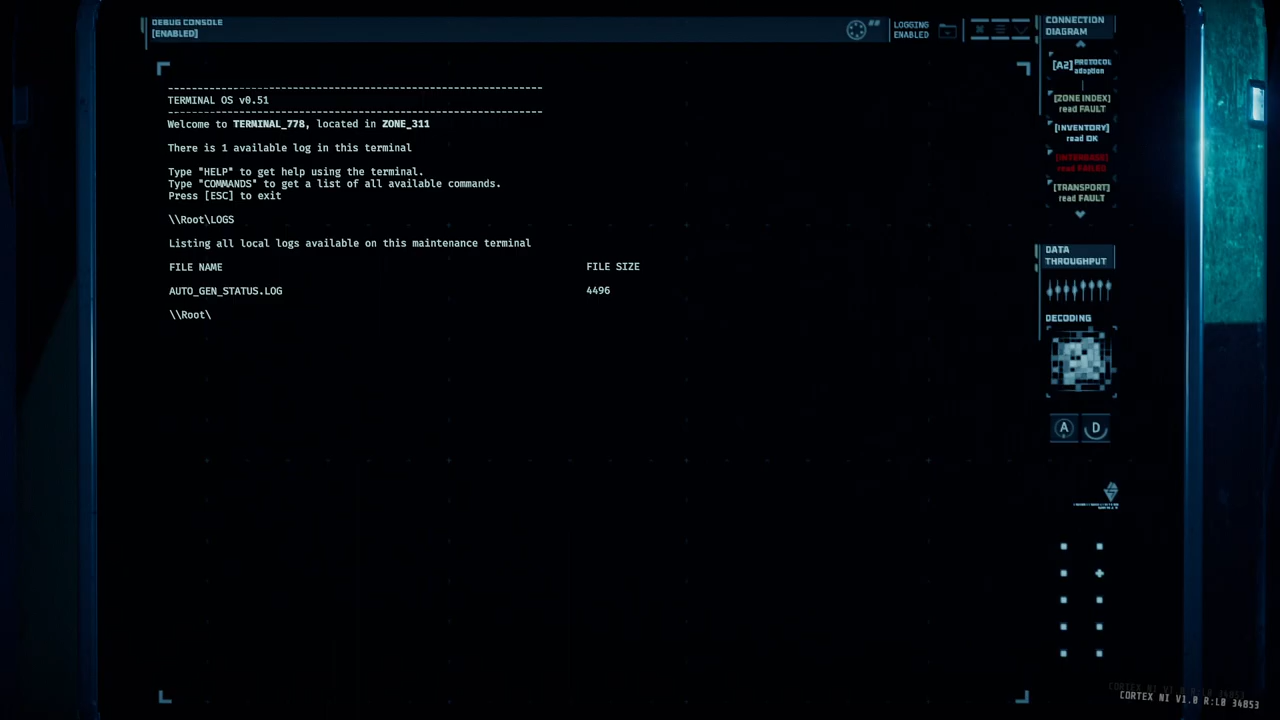 DEBUG CONSOLE
[ENABLED]
LOGGING
ENABLED
CONNECTION
DIAGRAM
[A2] PROTOCOL
adaption
[ZONE INDEX]
read FAULT
[INVENTORY]
read OK
read FAILED
[TRANSPORT]
read FAULT
DATA
THROUGHPUT
DECODING
A D
----------------------------------------------------------------
TERMINAL OS v0.51
----------------------------------------------------------------
Welcome to TERMINAL_778, located in ZONE_311
There is 1 available log in this terminal
Type "HELP" to get help using the terminal.
Type "COMMANDS" to get a list of all available commands.
Press [ESC] to exit
\\Root\LOGS
Listing all local logs available on this maintenance terminal
FILE NAME FILE SIZE
AUTO_GEN_STATUS.LOG 4496
\\Root\
CORTEX NI V1.0 R:L0 34853